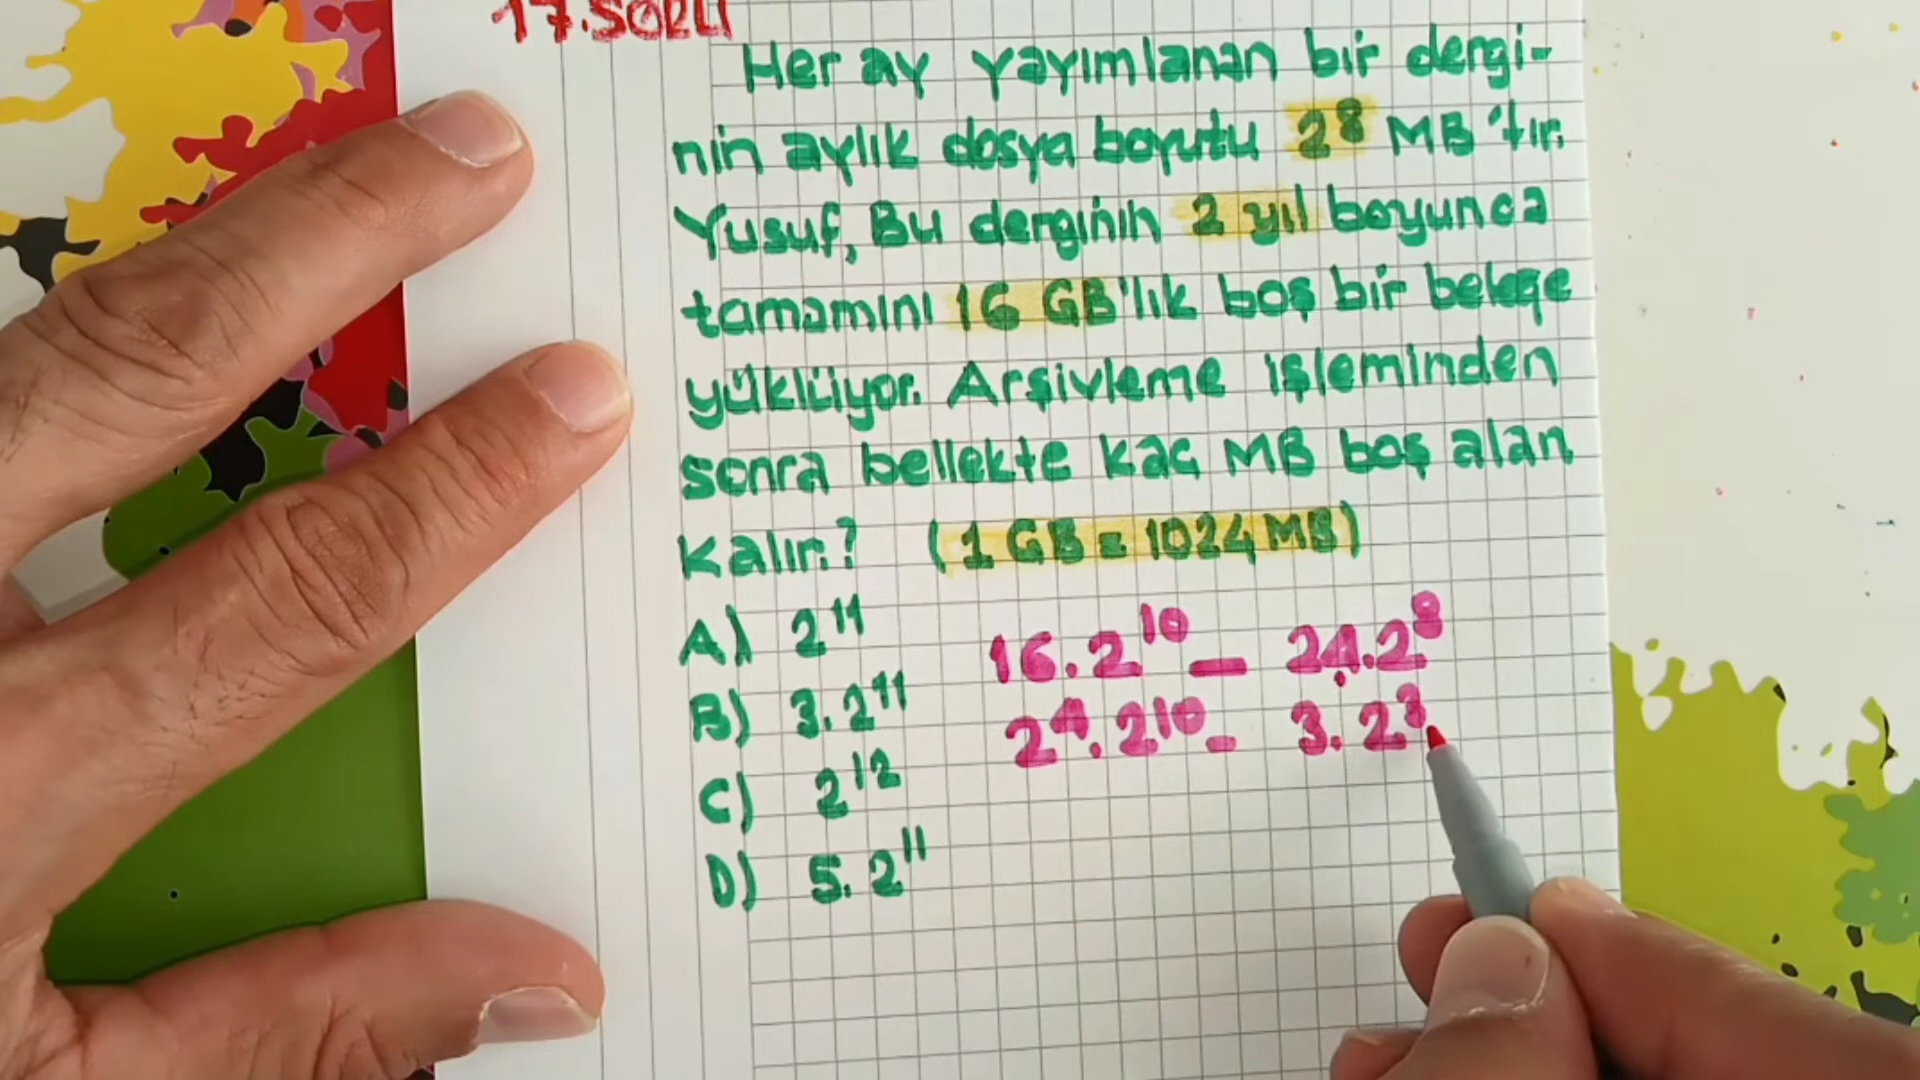 17.SORU
Her ay yayımlanan bir dergi-
nin aylık dosya boyutu 2⁸ MB'tır.
Yusuf, Bu derginin 2 yıl boyunca
tamamını 16 GB'lık boş bir beleğe
yüklüyor. Arşivleme işleminden
sonra bellekte kaç MB boş alan
Kalır? (1 GB = 1024 MB)
A) 2¹¹
B) 3.2¹¹
C) 2¹²
D) 5.2¹¹
16.2¹⁰ - 24.2⁸
2⁴.2¹⁰ - 3.2³